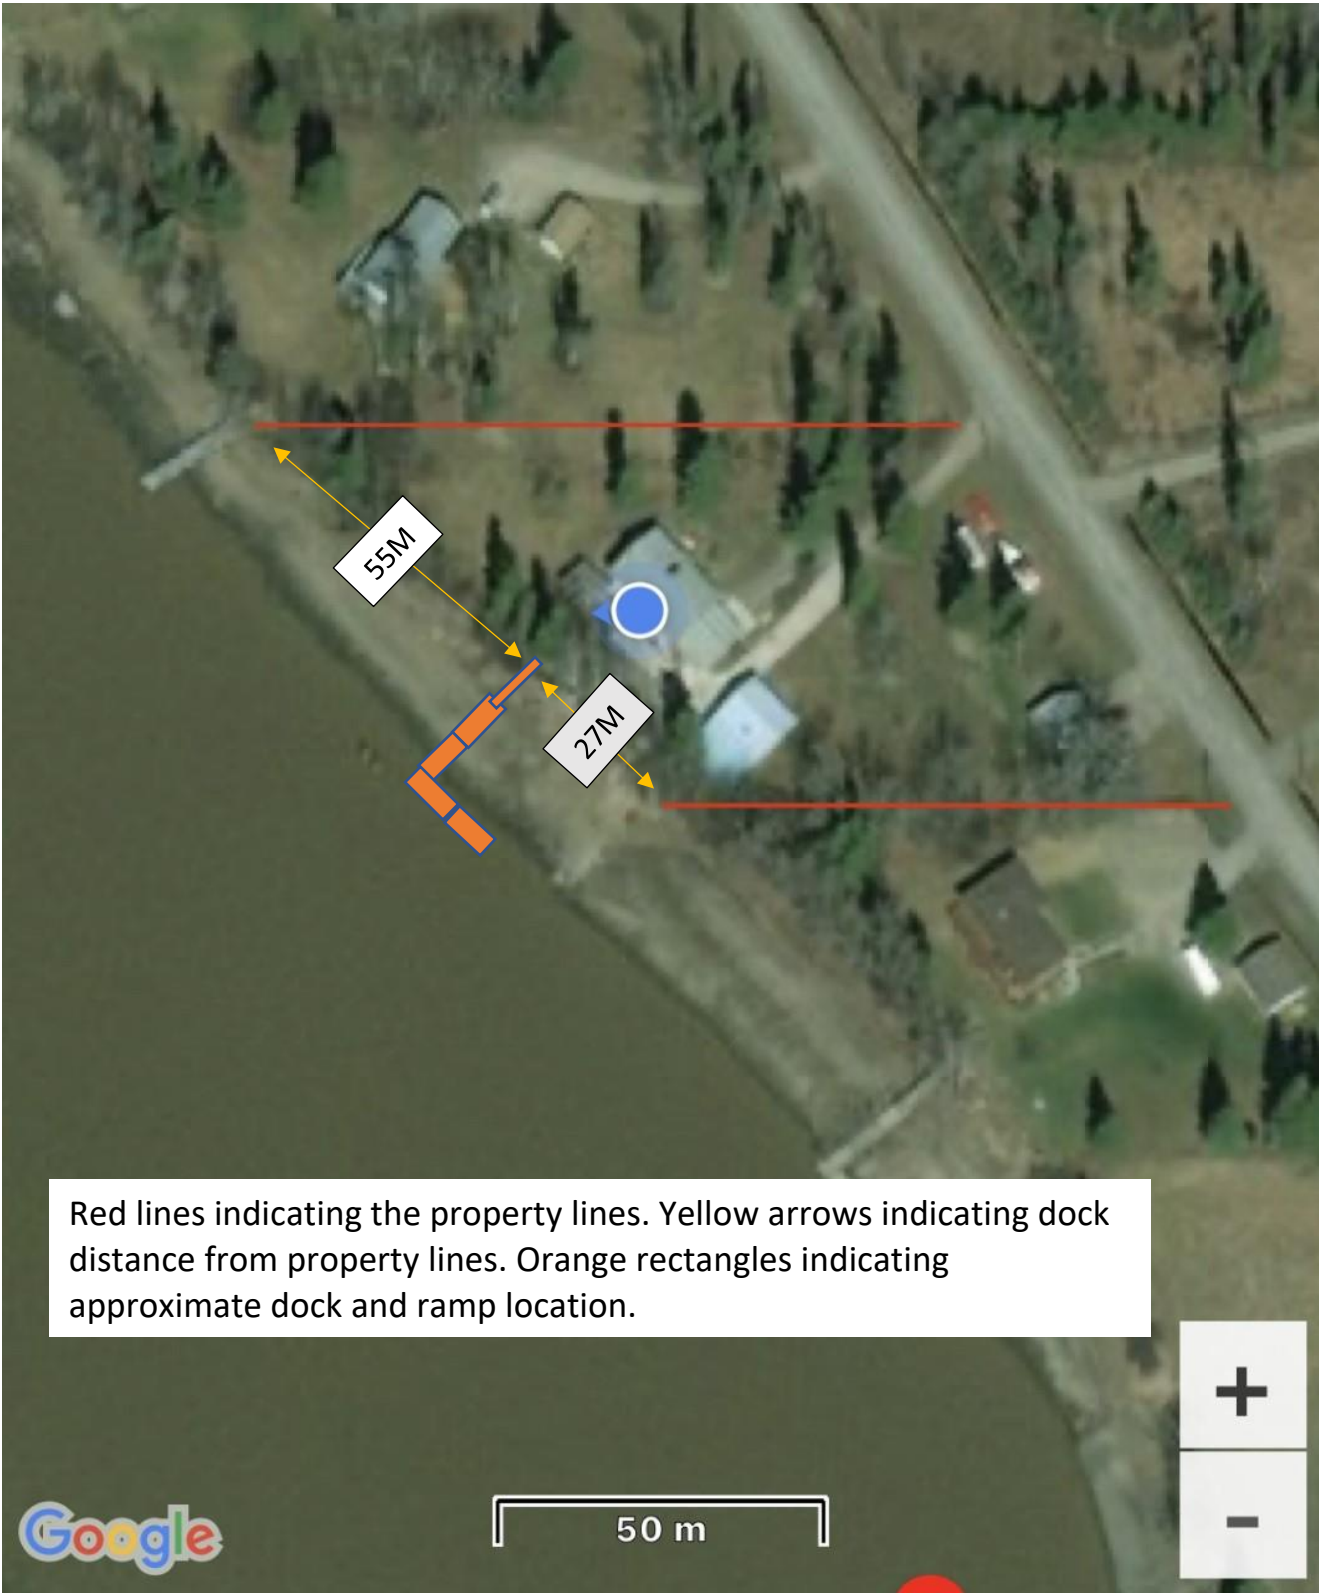 55M
27M
Red lines indicating the property lines. Yellow arrows indicating dock
distance from property lines. Orange rectangles indicating
approximate dock and ramp location.
+
-
Google
50 m